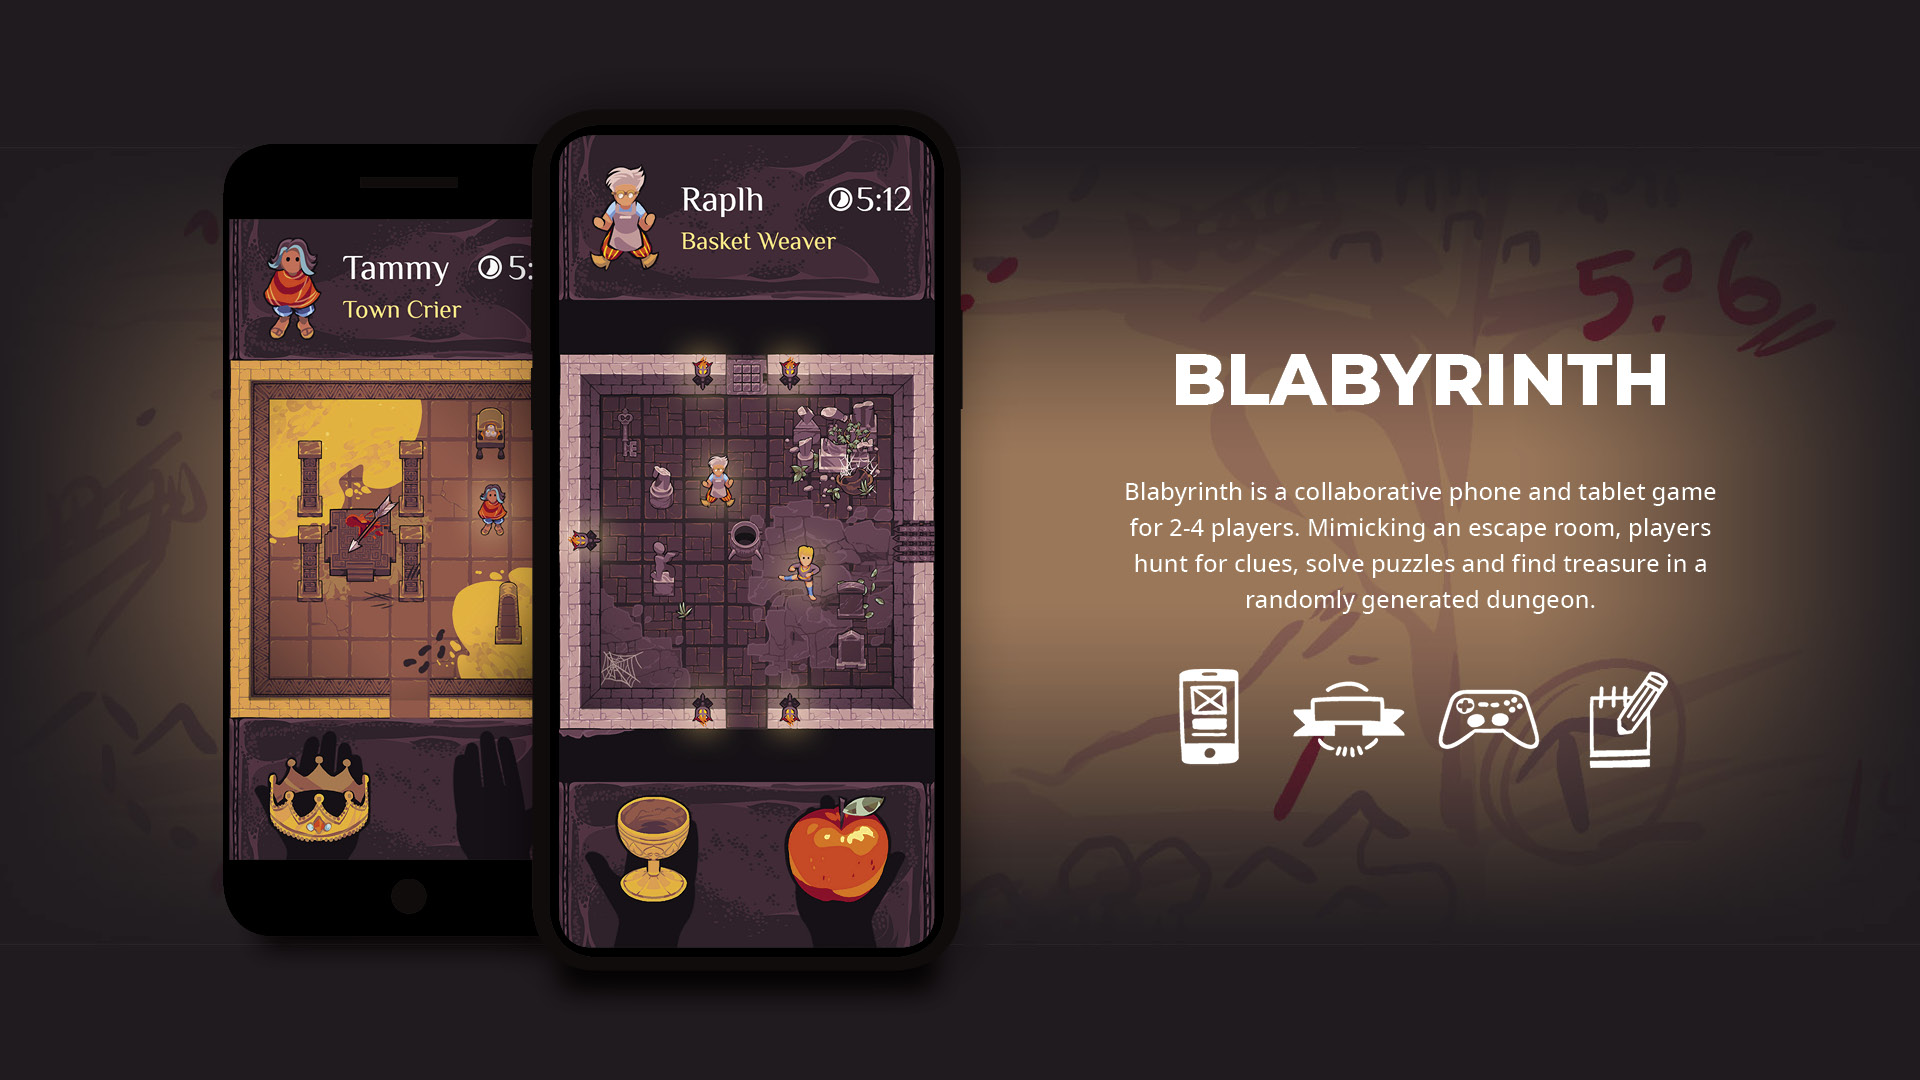 Tammy
5:
Town Crier
Raplh
5:12
Basket Weaver
5:6
BLABYRINTH
Blabyrinth is a collaborative phone and tablet game
for 2-4 players. Mimicking an escape room, players
hunt for clues, solve puzzles and find treasure in a
randomly generated dungeon.